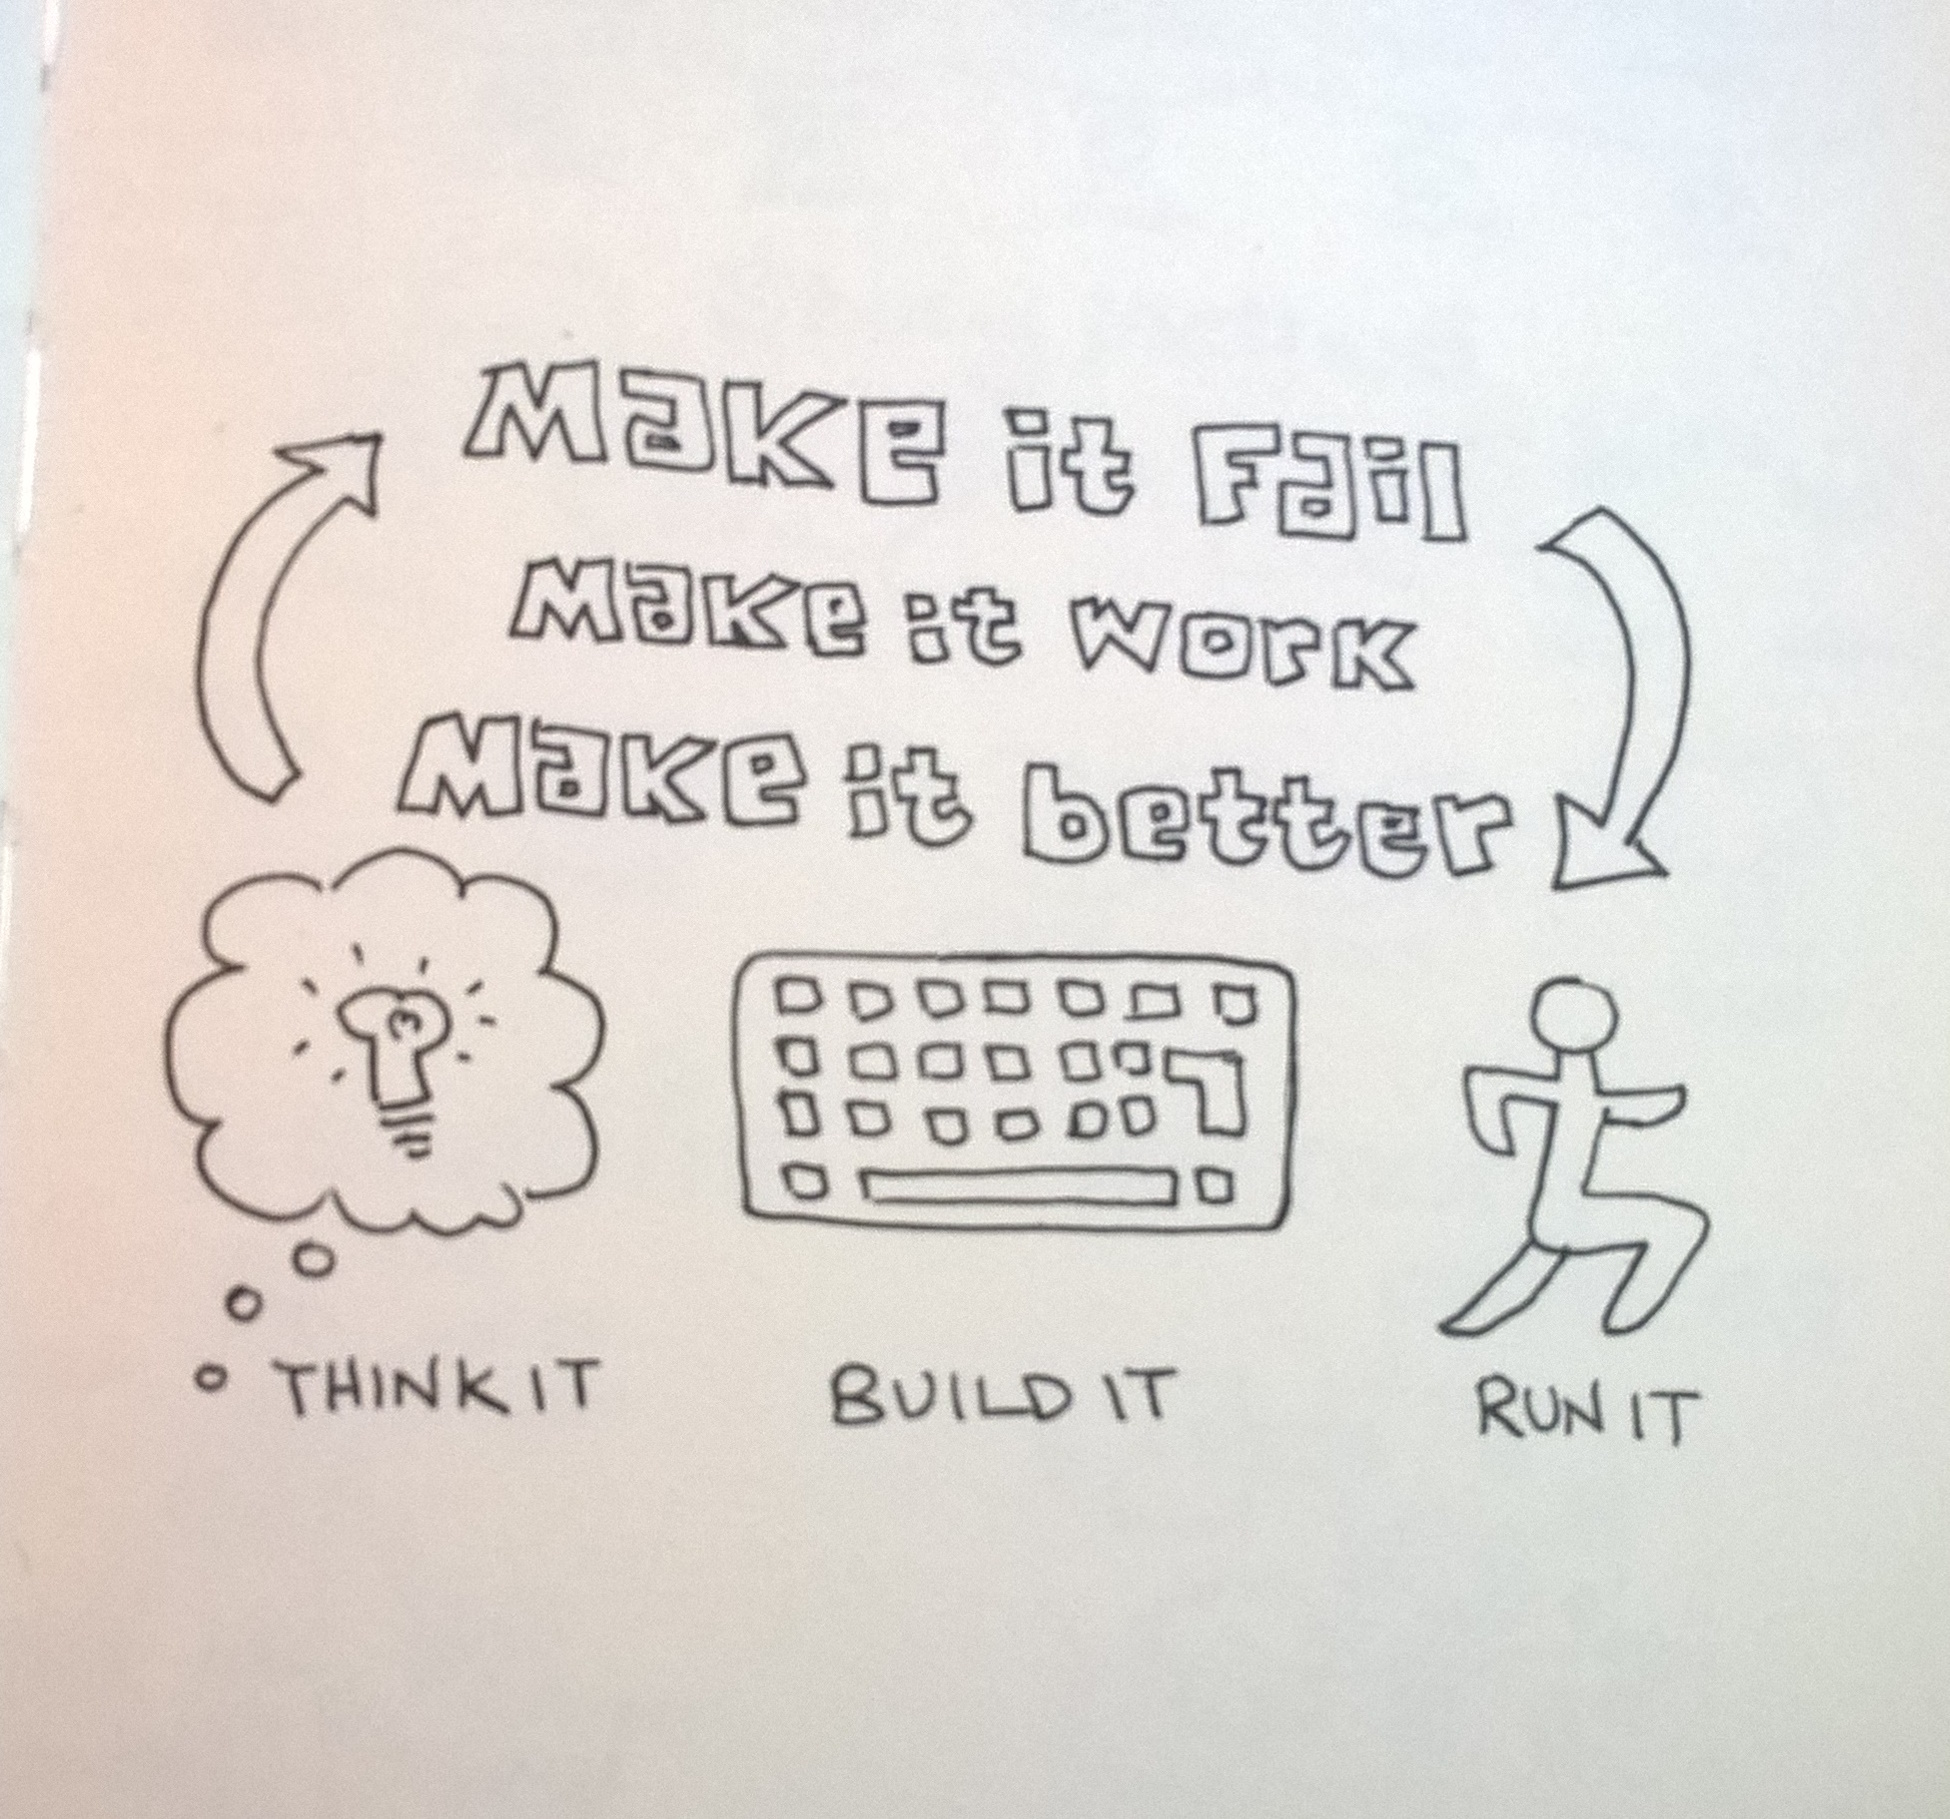 Make it Fail
Make it work
Make it better
THINK IT
BUILD IT
RUN IT